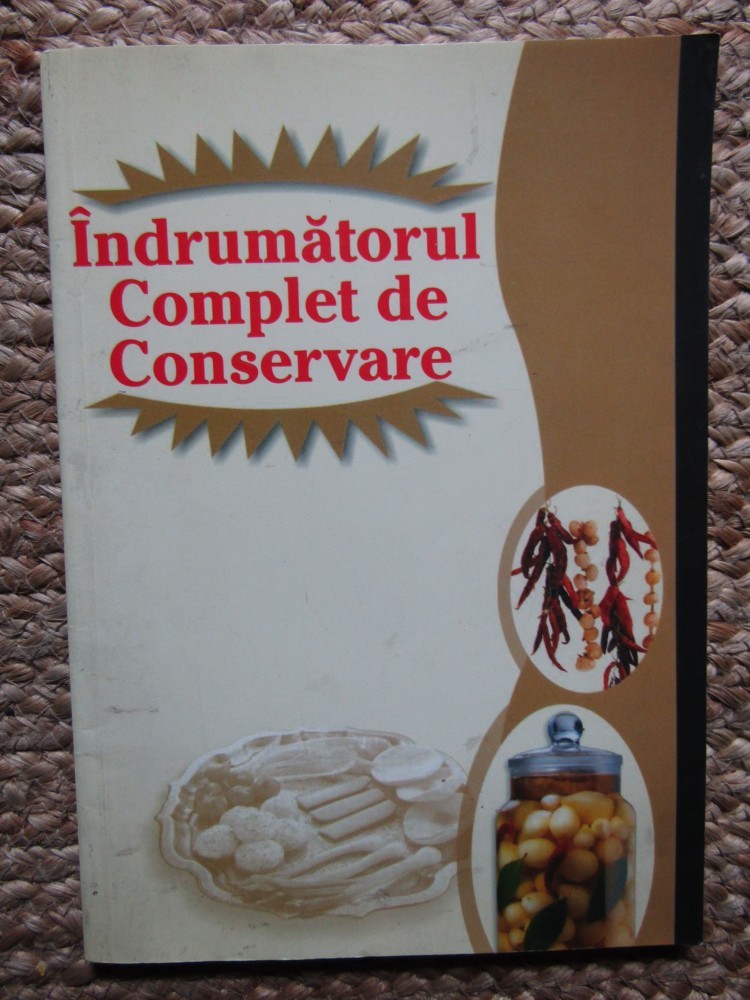 Îndrumătorul
Complet de
Conservare